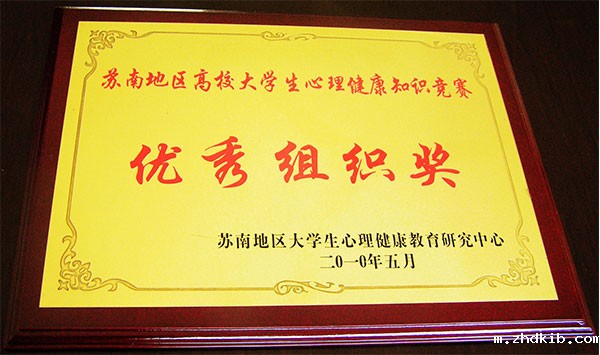 苏南地区高校大学生心理健康知识竞赛
优秀组织奖
苏南地区大学生心理健康教育研究中心
二0一0年五月
m.zhdkib.com